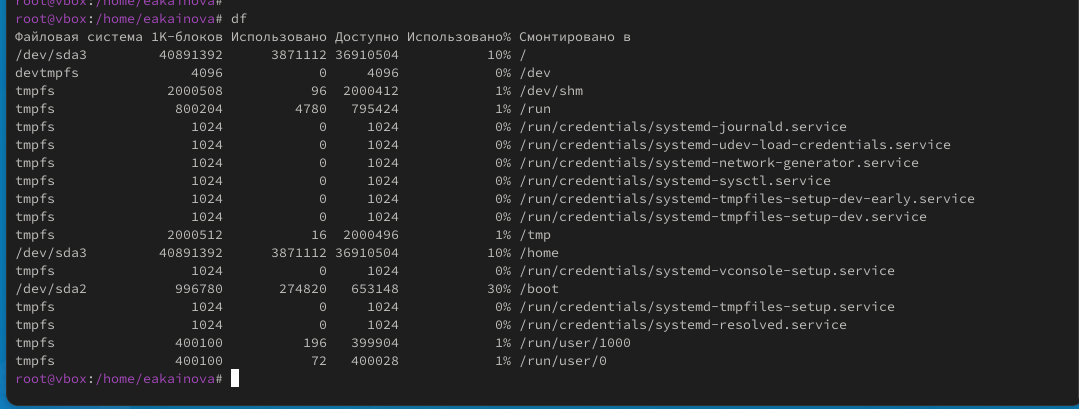 root@vbox:/home/eakainova#
root@vbox:/home/eakainova# df
Файловая система 1K-блоков Использовано Доступно Использовано% Смонтировано в
/dev/sda3 40891392 3871112 36910504 10% /
devtmpfs 4096 0 4096 0% /dev
tmpfs 2000508 96 2000412 1% /dev/shm
tmpfs 800204 4780 795424 1% /run
tmpfs 1024 0 1024 0% /run/credentials/systemd-journald.service
tmpfs 1024 0 1024 0% /run/credentials/systemd-udev-load-credentials.service
tmpfs 1024 0 1024 0% /run/credentials/systemd-network-generator.service
tmpfs 1024 0 1024 0% /run/credentials/systemd-sysctl.service
tmpfs 1024 0 1024 0% /run/credentials/systemd-tmpfiles-setup-dev-early.service
tmpfs 1024 0 1024 0% /run/credentials/systemd-tmpfiles-setup-dev.service
tmpfs 2000512 16 2000496 1% /tmp
/dev/sda3 40891392 3871112 36910504 10% /home
tmpfs 1024 0 1024 0% /run/credentials/systemd-vconsole-setup.service
/dev/sda2 996780 274820 653148 30% /boot
tmpfs 1024 0 1024 0% /run/credentials/systemd-tmpfiles-setup.service
tmpfs 1024 0 1024 0% /run/credentials/systemd-resolved.service
tmpfs 400100 196 399904 1% /run/user/1000
tmpfs 400100 72 400028 1% /run/user/0
root@vbox:/home/eakainova#